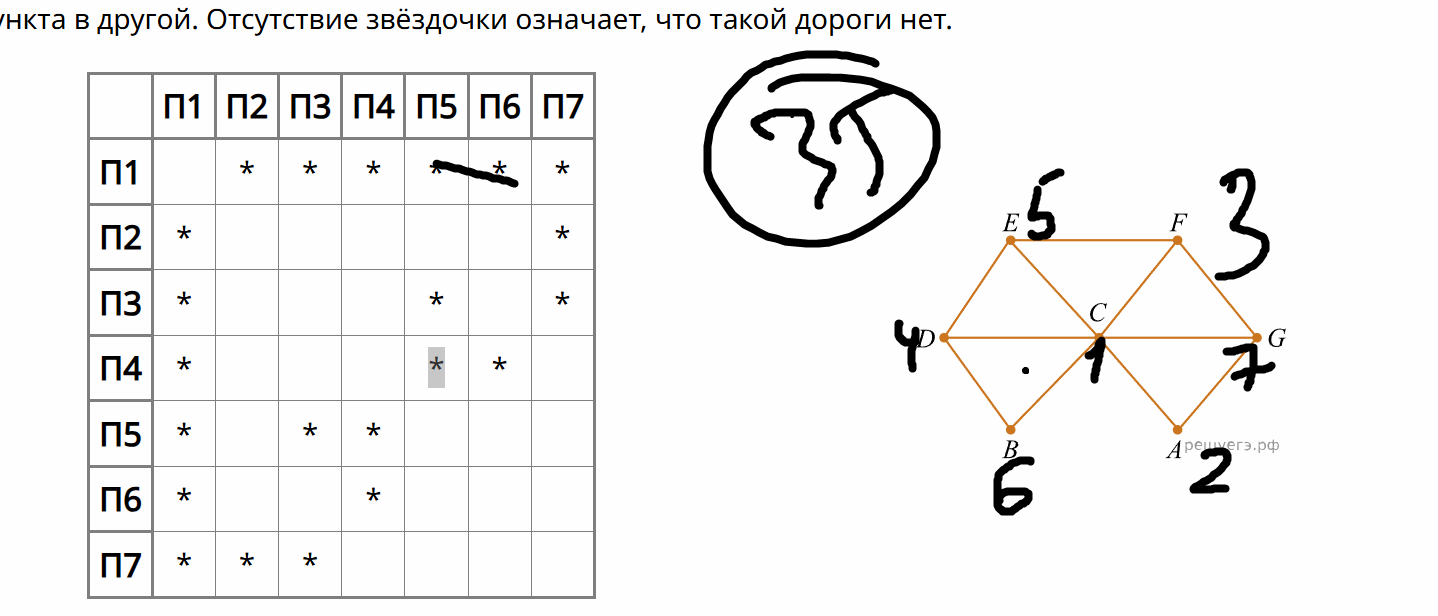 ункта в другой. Отсутствие звёздочки означает, что такой дороги нет.
П1 П2 П3 П4 П5 П6 П7
П1 * * * * * *
П2 * *
П3 * * *
П4 * * *
П5 * * *
П6 * *
П7 * * *
35
E 5 F 3
C
4 D 1 G 7
B A решуегэ.рф
6 2